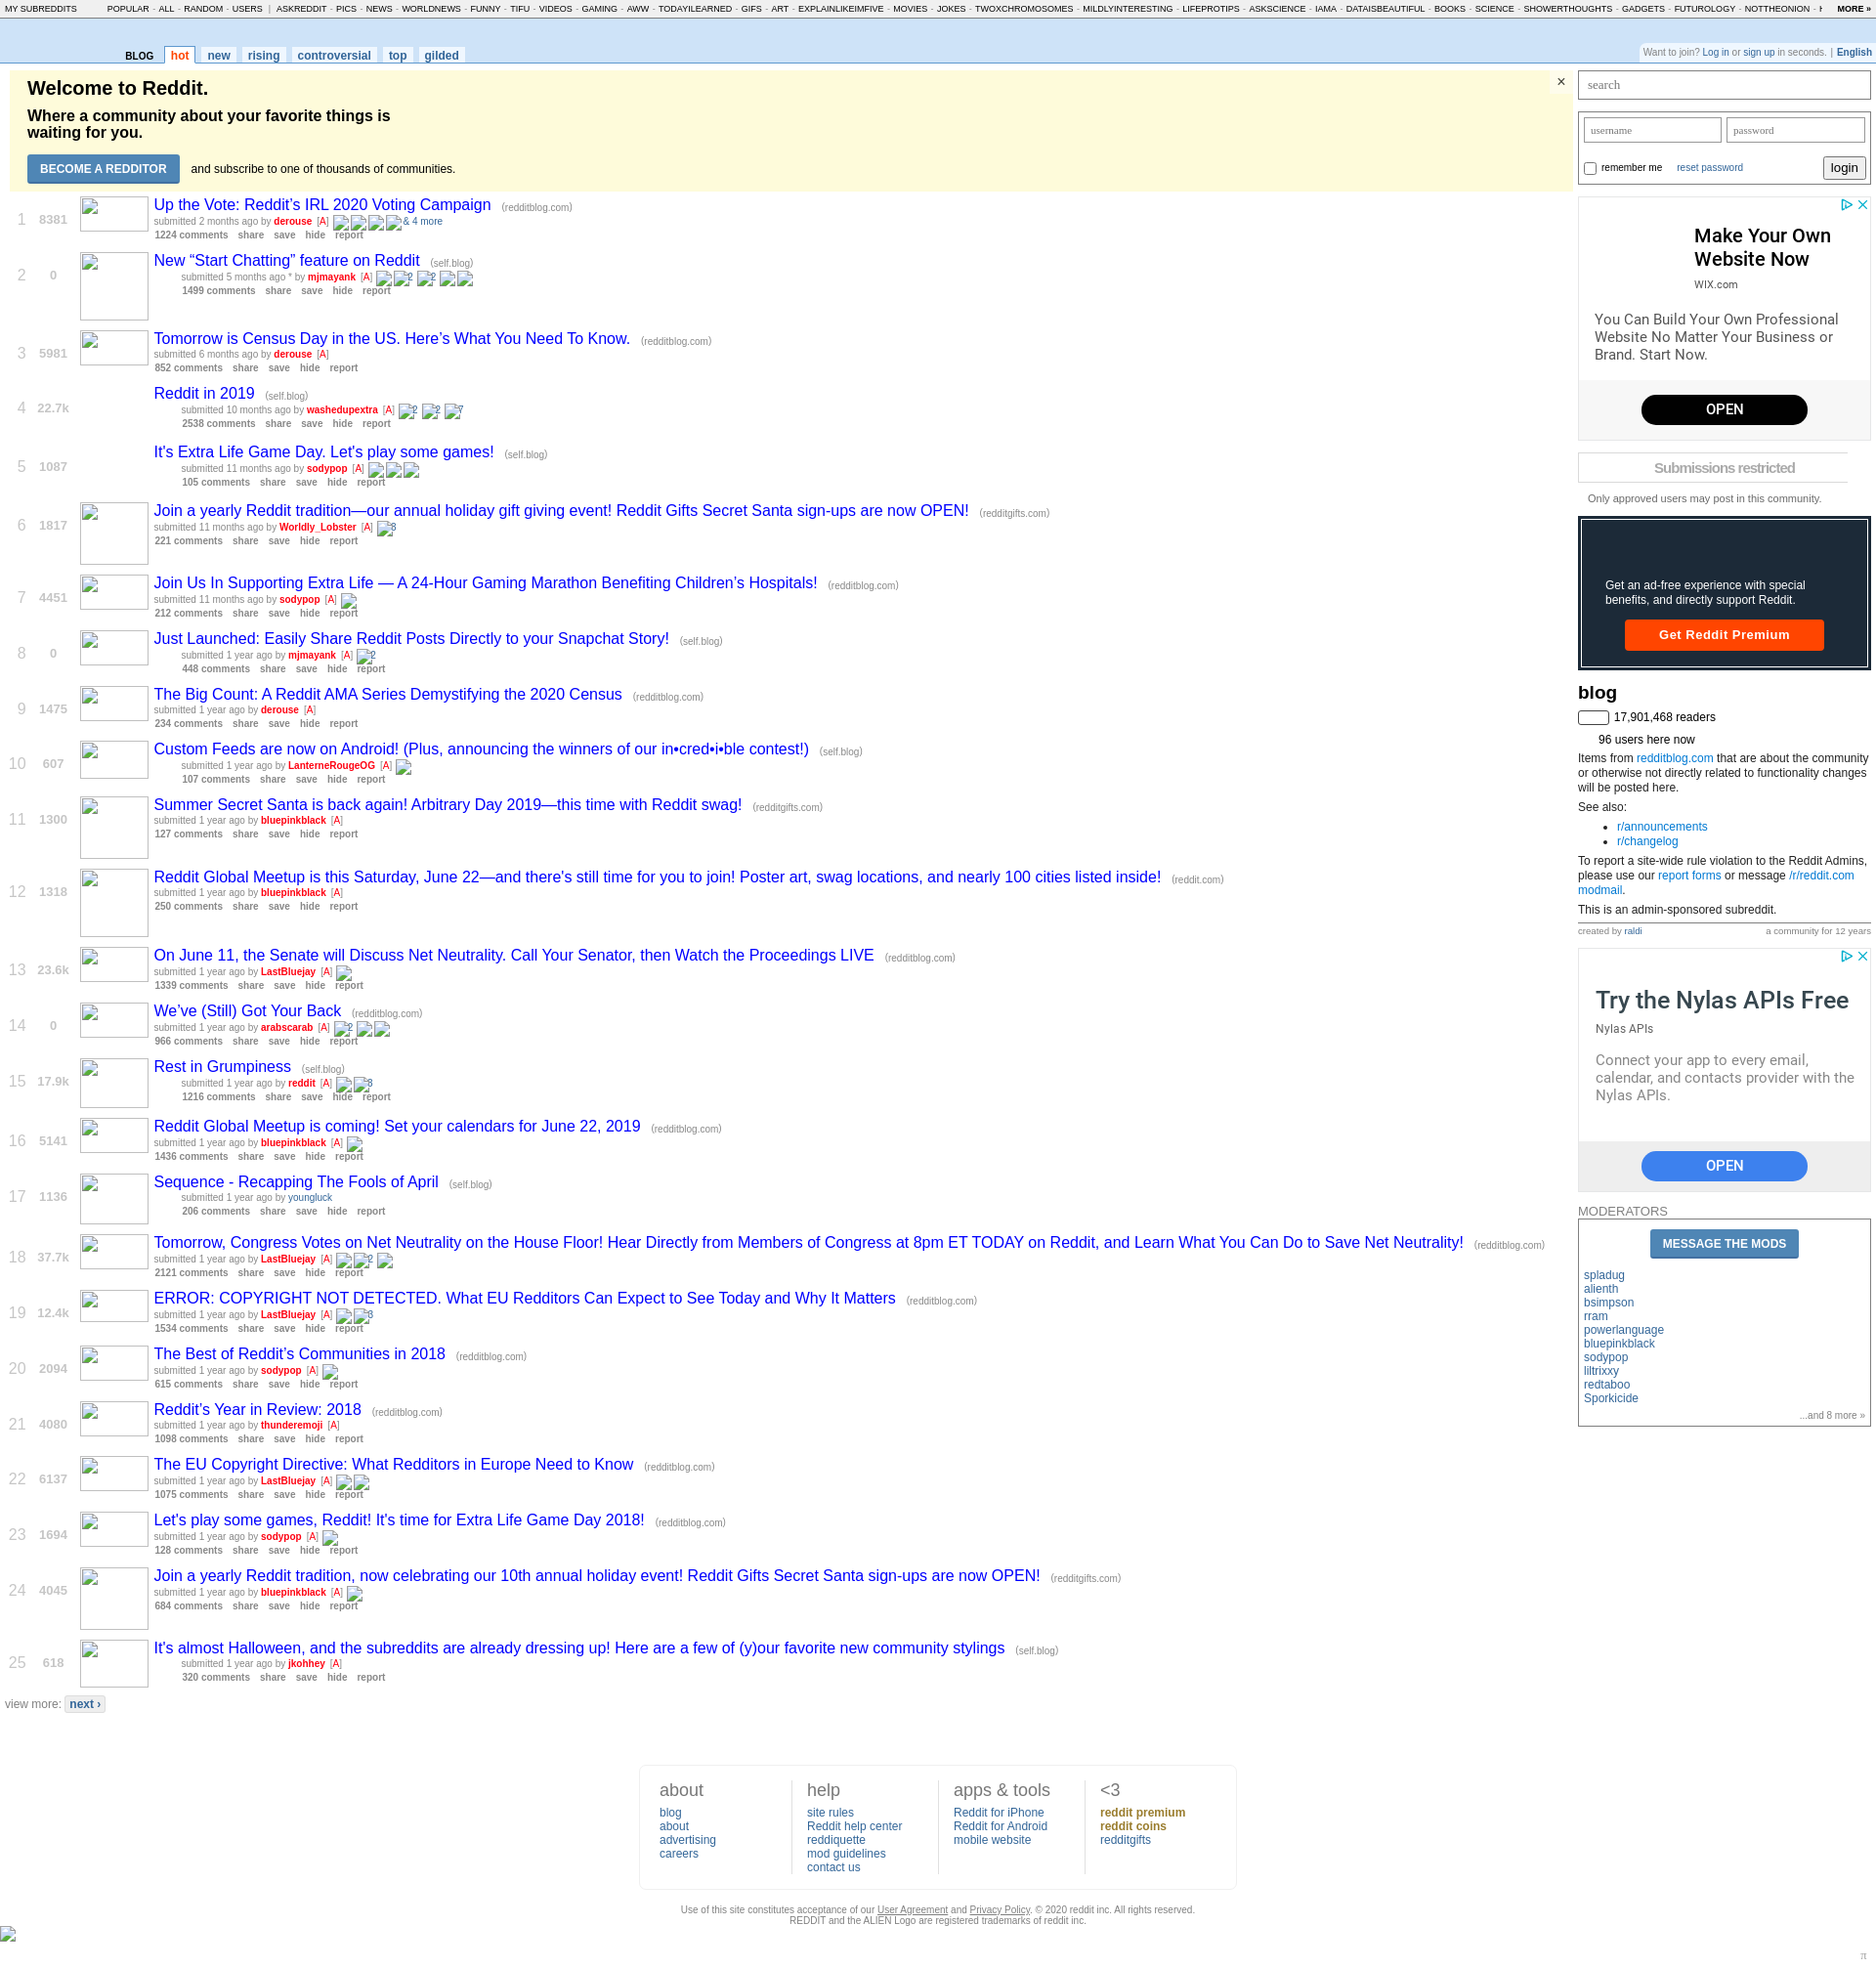 MY SUBREDDITS POPULAR - ALL - RANDOM - USERS | ASKREDDIT - PICS - NEWS - WORLDNEWS - FUNNY - TIFU - VIDEOS - GAMING - AWW - TODAYILEARNED - GIFS - ART - EXPLAINLIKEIMFIVE - MOVIES - JOKES - TWOXCHROMOSOMES - MILDLYINTERESTING - LIFEPROTIPS - ASKSCIENCE - IAMA - DATAISBEAUTIFUL - BOOKS - SCIENCE - SHOWERTHOUGHTS - GADGETS - FUTUROLOGY - NOTTHEONION - MORE »
BLOG hot new rising controversial top gilded
Want to join? Log in or sign up in seconds. | English
Welcome to Reddit.
Where a community about your favorite things is
waiting for you.
BECOME A REDDITOR and subscribe to one of thousands of communities.
×
1 8381 Up the Vote: Reddit’s IRL 2020 Voting Campaign (redditblog.com)
submitted 2 months ago by derouse [A] & 4 more
1224 comments share save hide report
2 0 New “Start Chatting” feature on Reddit (self.blog)
submitted 5 months ago * by mjmayank [A] 2 2
1499 comments share save hide report
3 5981 Tomorrow is Census Day in the US. Here’s What You Need To Know. (redditblog.com)
submitted 6 months ago by derouse [A]
852 comments share save hide report
4 22.7k Reddit in 2019 (self.blog)
submitted 10 months ago by washedupextra [A] 2 2 7
2538 comments share save hide report
5 1087 It's Extra Life Game Day. Let's play some games! (self.blog)
submitted 11 months ago by sodypop [A]
105 comments share save hide report
6 1817 Join a yearly Reddit tradition—our annual holiday gift giving event! Reddit Gifts Secret Santa sign-ups are now OPEN! (redditgifts.com)
submitted 11 months ago by Worldly_Lobster [A] 3
221 comments share save hide report
7 4451 Join Us In Supporting Extra Life — A 24-Hour Gaming Marathon Benefiting Children’s Hospitals! (redditblog.com)
submitted 11 months ago by sodypop [A]
212 comments share save hide report
8 0 Just Launched: Easily Share Reddit Posts Directly to your Snapchat Story! (self.blog)
submitted 1 year ago by mjmayank [A] 2
448 comments share save hide report
9 1475 The Big Count: A Reddit AMA Series Demystifying the 2020 Census (redditblog.com)
submitted 1 year ago by derouse [A]
234 comments share save hide report
10 607 Custom Feeds are now on Android! (Plus, announcing the winners of our in•cred•i•ble contest!) (self.blog)
submitted 1 year ago by LanterneRougeOG [A]
107 comments share save hide report
11 1300 Summer Secret Santa is back again! Arbitrary Day 2019—this time with Reddit swag! (redditgifts.com)
submitted 1 year ago by bluepinkblack [A]
127 comments share save hide report
12 1318 Reddit Global Meetup is this Saturday, June 22—and there's still time for you to join! Poster art, swag locations, and nearly 100 cities listed inside! (reddit.com)
submitted 1 year ago by bluepinkblack [A]
250 comments share save hide report
13 23.6k On June 11, the Senate will Discuss Net Neutrality. Call Your Senator, then Watch the Proceedings LIVE (redditblog.com)
submitted 1 year ago by LastBluejay [A]
1339 comments share save hide report
14 0 We’ve (Still) Got Your Back (redditblog.com)
submitted 1 year ago by arabscarab [A] 2
966 comments share save hide report
15 17.9k Rest in Grumpiness (self.blog)
submitted 1 year ago by reddit [A] 3
1216 comments share save hide report
16 5141 Reddit Global Meetup is coming! Set your calendars for June 22, 2019 (redditblog.com)
submitted 1 year ago by bluepinkblack [A]
1436 comments share save hide report
17 1136 Sequence - Recapping The Fools of April (self.blog)
submitted 1 year ago by youngluck
206 comments share save hide report
18 37.7k Tomorrow, Congress Votes on Net Neutrality on the House Floor! Hear Directly from Members of Congress at 8pm ET TODAY on Reddit, and Learn What You Can Do to Save Net Neutrality! (redditblog.com)
submitted 1 year ago by LastBluejay [A] 2
2121 comments share save hide report
19 12.4k ERROR: COPYRIGHT NOT DETECTED. What EU Redditors Can Expect to See Today and Why It Matters (redditblog.com)
submitted 1 year ago by LastBluejay [A] 3
1534 comments share save hide report
20 2094 The Best of Reddit’s Communities in 2018 (redditblog.com)
submitted 1 year ago by sodypop [A]
615 comments share save hide report
21 4080 Reddit’s Year in Review: 2018 (redditblog.com)
submitted 1 year ago by thunderemoji [A]
1098 comments share save hide report
22 6137 The EU Copyright Directive: What Redditors in Europe Need to Know (redditblog.com)
submitted 1 year ago by LastBluejay [A]
1075 comments share save hide report
23 1694 Let's play some games, Reddit! It's time for Extra Life Game Day 2018! (redditblog.com)
submitted 1 year ago by sodypop [A]
128 comments share save hide report
24 4045 Join a yearly Reddit tradition, now celebrating our 10th annual holiday event! Reddit Gifts Secret Santa sign-ups are now OPEN! (redditgifts.com)
submitted 1 year ago by bluepinkblack [A]
684 comments share save hide report
25 618 It's almost Halloween, and the subreddits are already dressing up! Here are a few of (y)our favorite new community stylings (self.blog)
submitted 1 year ago by jkohhey [A]
320 comments share save hide report
view more: next ›
search
username password
remember me reset password login
Make Your Own
Website Now
WIX.com
You Can Build Your Own Professional
Website No Matter Your Business or
Brand. Start Now.
OPEN
Submissions restricted
Only approved users may post in this community.
Get an ad-free experience with special
benefits, and directly support Reddit.
Get Reddit Premium
blog
17,901,468 readers
96 users here now
Items from redditblog.com that are about the community
or otherwise not directly related to functionality changes
will be posted here.
See also:
• r/announcements
• r/changelog
To report a site-wide rule violation to the Reddit Admins,
please use our report forms or message /r/reddit.com
modmail.
This is an admin-sponsored subreddit.
created by raldi a community for 12 years
Try the Nylas APIs Free
Nylas APIs
Connect your app to every email,
calendar, and contacts provider with the
Nylas APIs.
OPEN
MODERATORS
MESSAGE THE MODS
spladug
alienth
bsimpson
rram
powerlanguage
bluepinkblack
sodypop
liltrixxy
redtaboo
Sporkicide
...and 8 more »
about
blog
about
advertising
careers
help
site rules
Reddit help center
reddiquette
mod guidelines
contact us
apps & tools
Reddit for iPhone
Reddit for Android
mobile website
<3
reddit premium
reddit coins
redditgifts
Use of this site constitutes acceptance of our User Agreement and Privacy Policy. © 2020 reddit inc. All rights reserved.
REDDIT and the ALIEN Logo are registered trademarks of reddit inc.
π